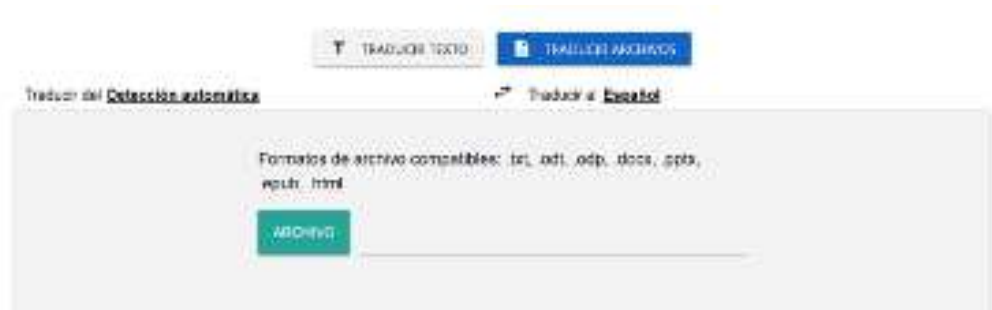 TRADUCIR TEXTO
TRADUCIR ARCHIVOS
Traducir del Detección automática
Traducir al Español
Formatos de archivo compatibles: .txt, .odt, .odp, .docx, .pptx,
.epub, .html
ARCHIVO